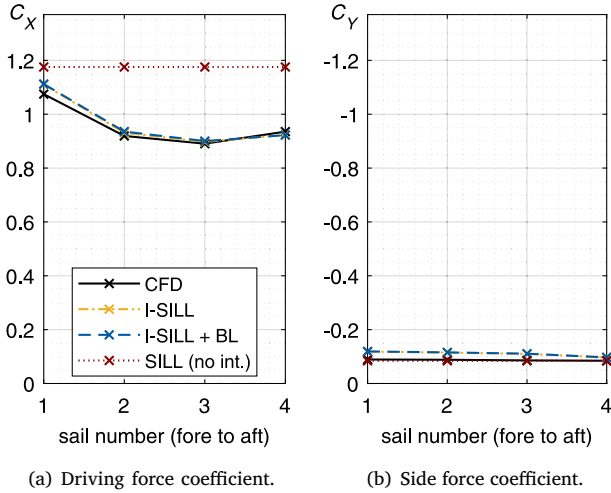 C_X
1.2
1
0.8
0.6
0.4
0.2
0
CFD
I-SILL
I-SILL + BL
SILL (no int.)
1 2 3 4
sail number (fore to aft)
(a) Driving force coefficient.
C_Y
-1.2
-1
-0.8
-0.6
-0.4
-0.2
0
1 2 3 4
sail number (fore to aft)
(b) Side force coefficient.